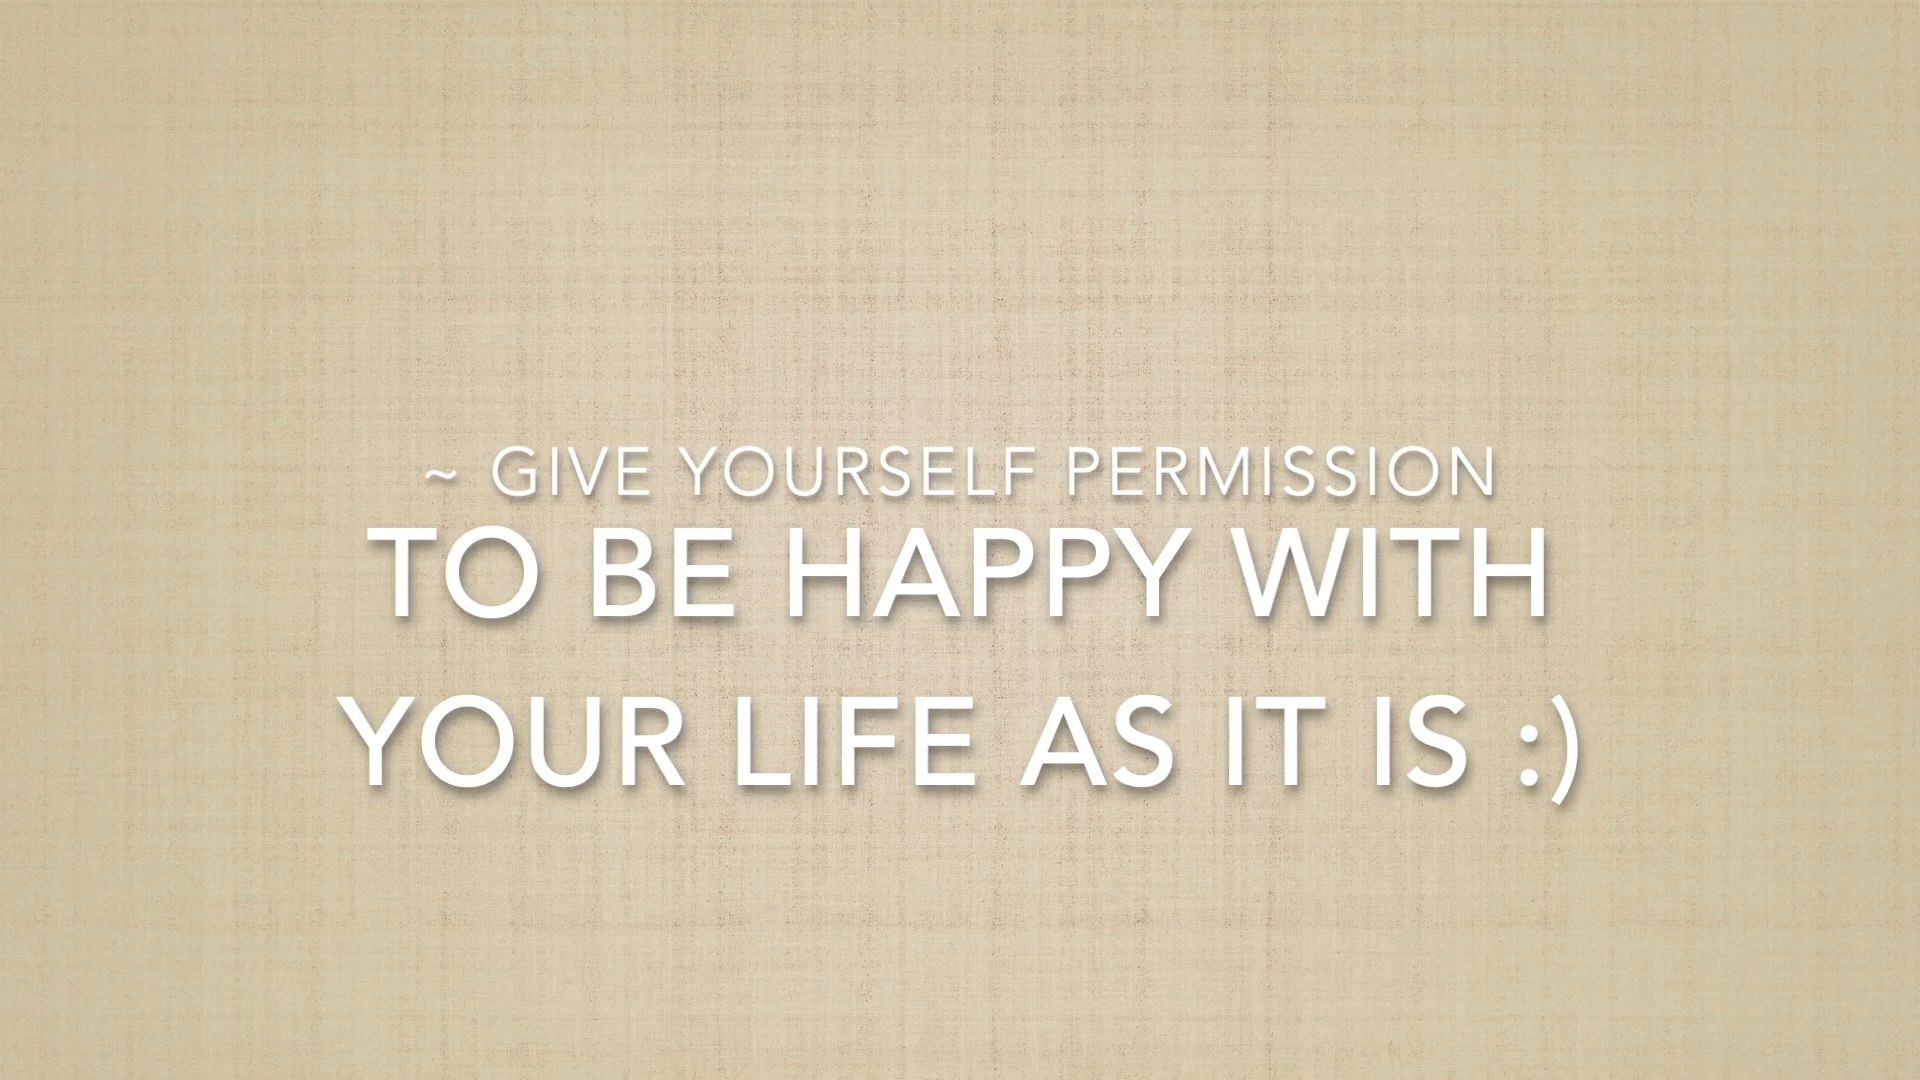 ~ GIVE YOURSELF PERMISSION
TO BE HAPPY WITH
YOUR LIFE AS IT IS :)